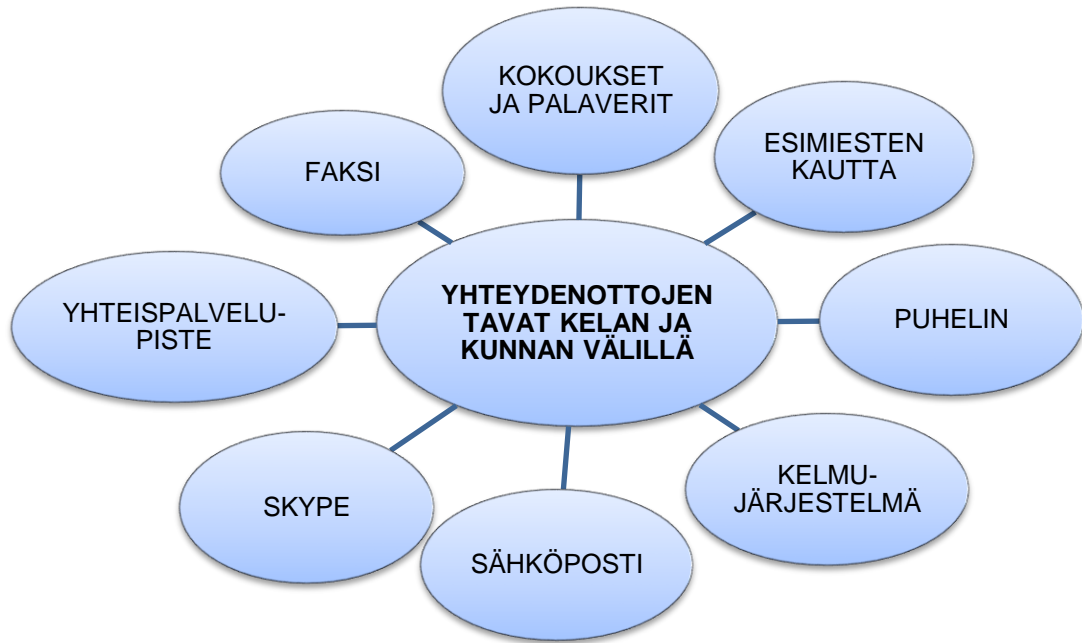 KOKOUKSET
JA PALAVERIT
ESIMIESTEN
KAUTTA
FAKSI
YHTEYDENOTTOJEN
TAVAT KELAN JA
KUNNAN VÄLILLÄ
YHTEISPALVELU-
PISTE
PUHELIN
KELMU-
JÄRJESTELMÄ
SKYPE
SÄHKÖPOSTI